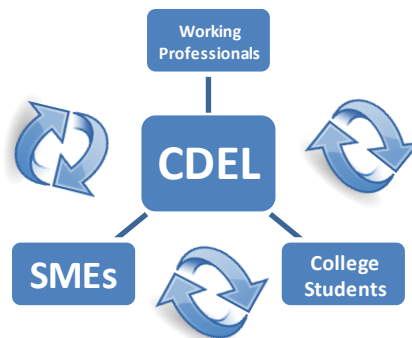 Working
Professionals
CDEL
SMEs
College
Students